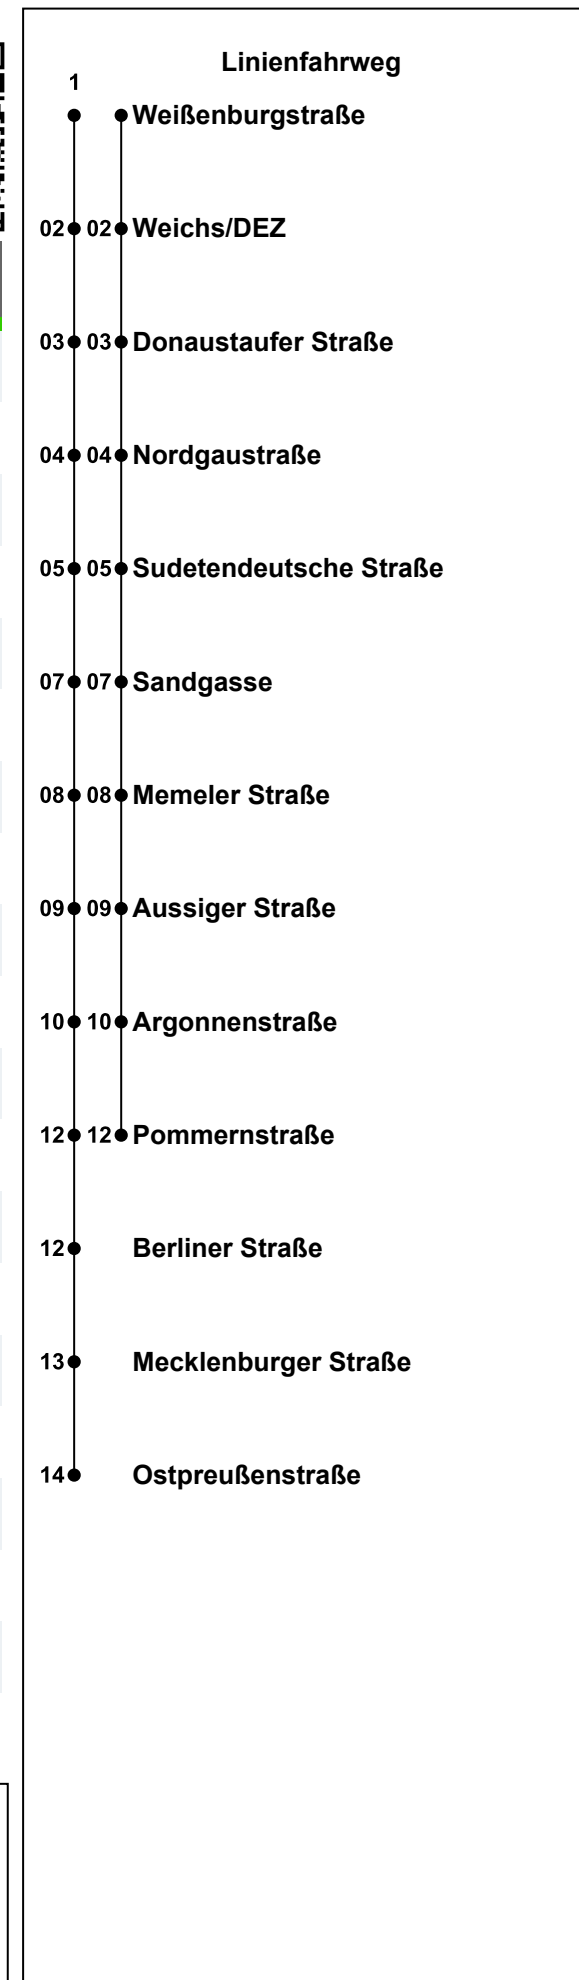 Linienfahrweg
1
Weißenburgstraße
02 02 Weichs/DEZ
03 03 Donaustaufer Straße
04 04 Nordgaustraße
05 05 Sudetendeutsche Straße
07 07 Sandgasse
08 08 Memeler Straße
09 09 Aussiger Straße
10 10 Argonnenstraße
12 12 Pommernstraße
12 Berliner Straße
13 Mecklenburger Straße
14 Ostpreußenstraße